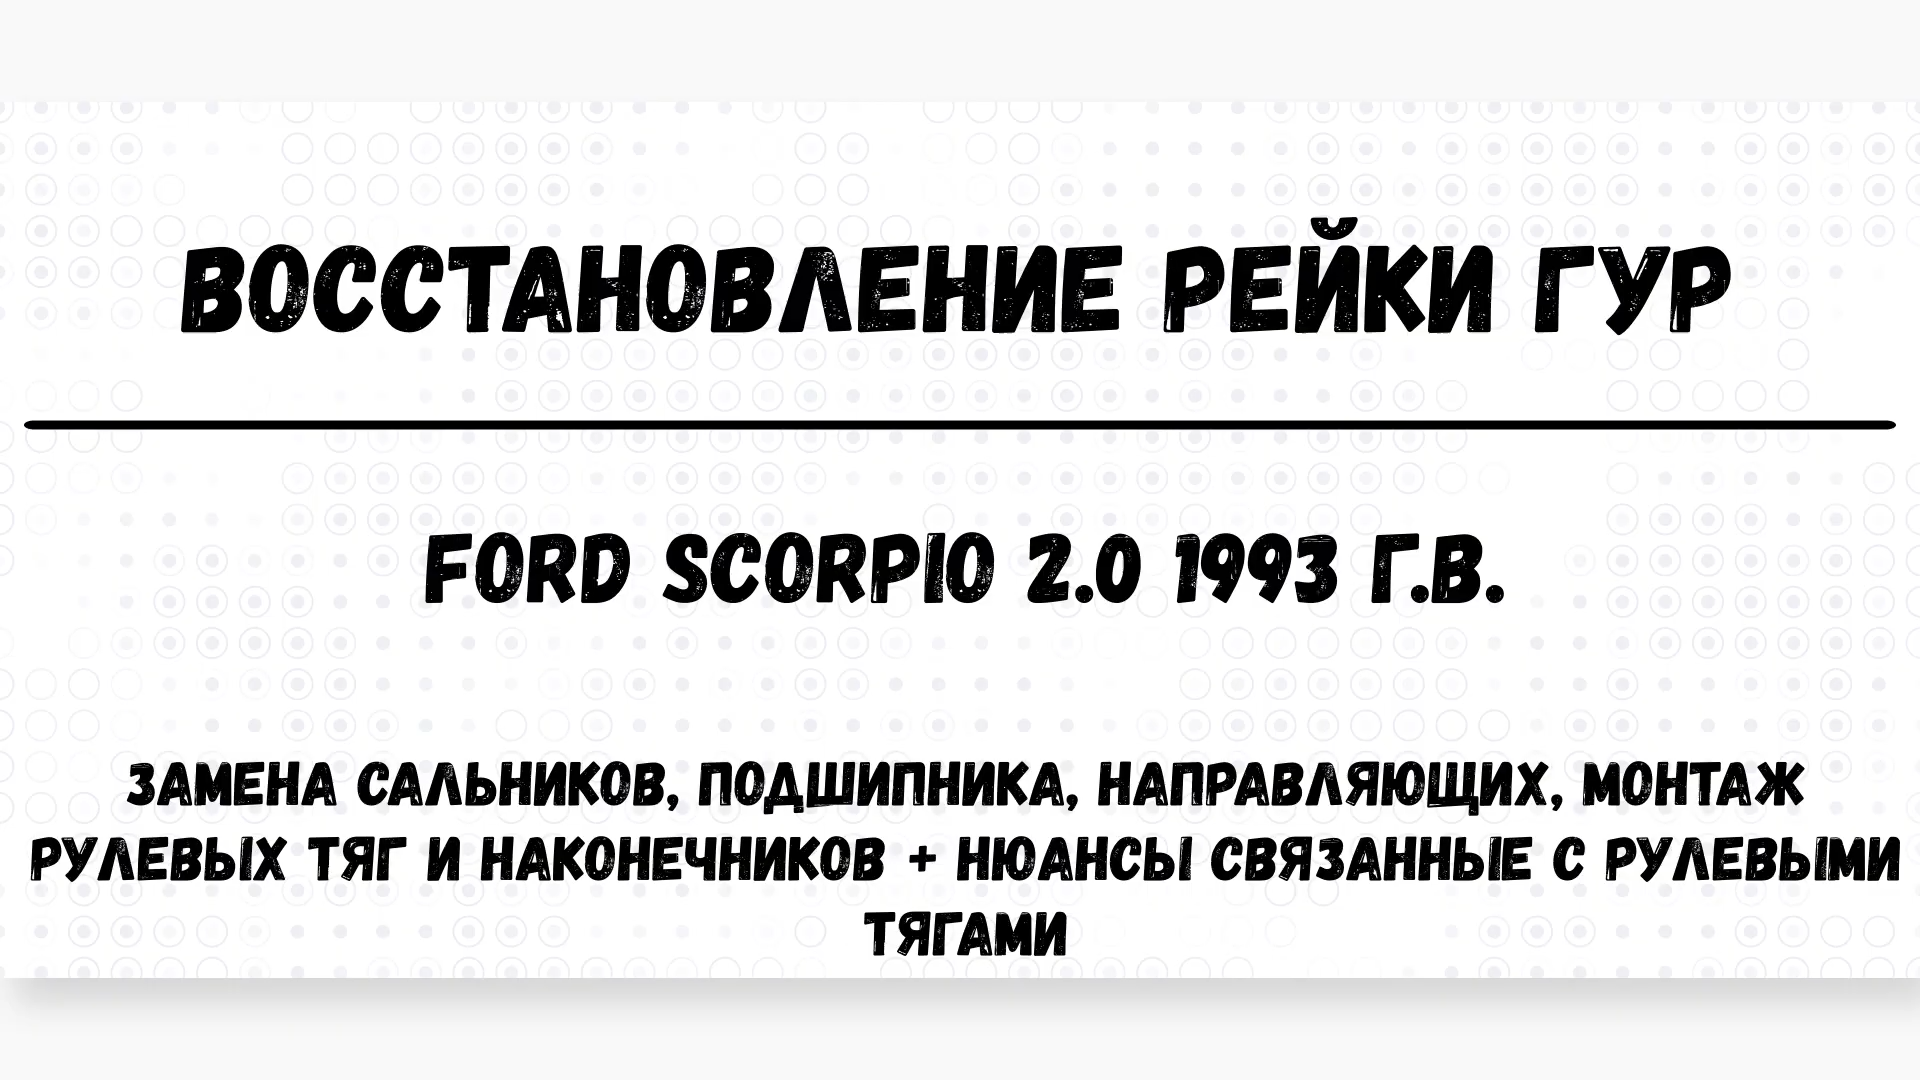 ВОССТАНОВЛЕНИЕ РЕЙКИ ГУР
FORD SCORPIO 2.0 1993 Г.В.
ЗАМЕНА САЛЬНИКОВ, ПОДШИПНИКА, НАПРАВЛЯЮЩИХ, МОНТАЖ
РУЛЕВЫХ ТЯГ И НАКОНЕЧНИКОВ + НЮАНСЫ СВЯЗАННЫЕ С РУЛЕВЫМИ
ТЯГАМИ